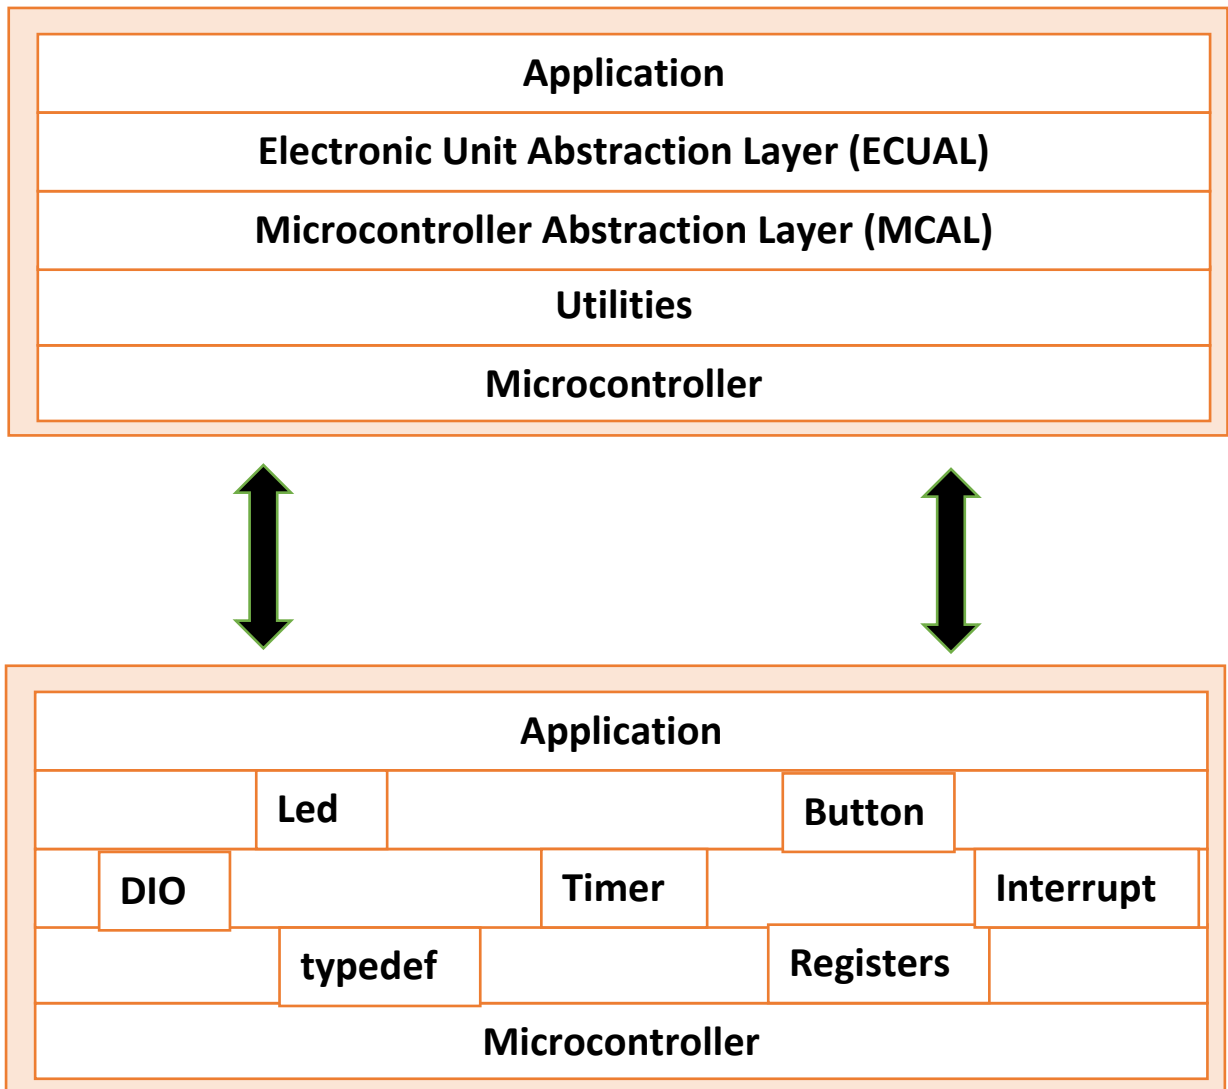 Application
Electronic Unit Abstraction Layer (ECUAL)
Microcontroller Abstraction Layer (MCAL)
Utilities
Microcontroller
Application
Led
Button
DIO
Timer
Interrupt
typedef
Registers
Microcontroller